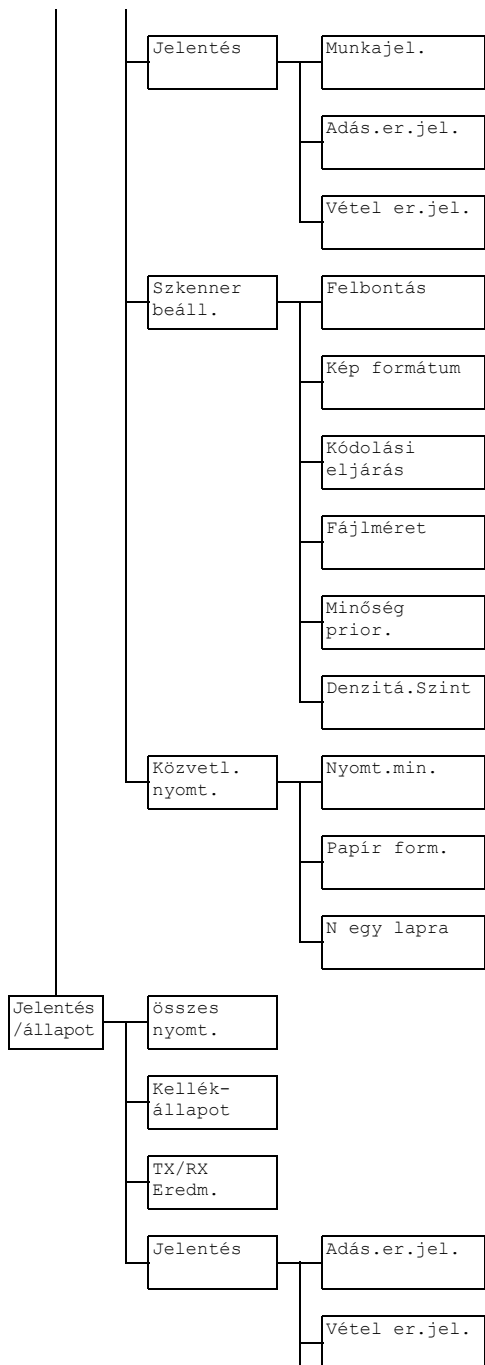 Jelentés
Munkajel.
Adás.er.jel.
Vétel er.jel.
Szkenner
beáll.
Felbontás
Kép formátum
Kódolási
eljárás
Fájlméret
Minőség
prior.
Denzitá.Szint
Közvetl.
nyomt.
Nyomt.min.
Papír form.
N egy lapra
Jelentés
/állapot
összes
nyomt.
Kellék-
állapot
TX/RX
Eredm.
Jelentés
Adás.er.jel.
Vétel er.jel.